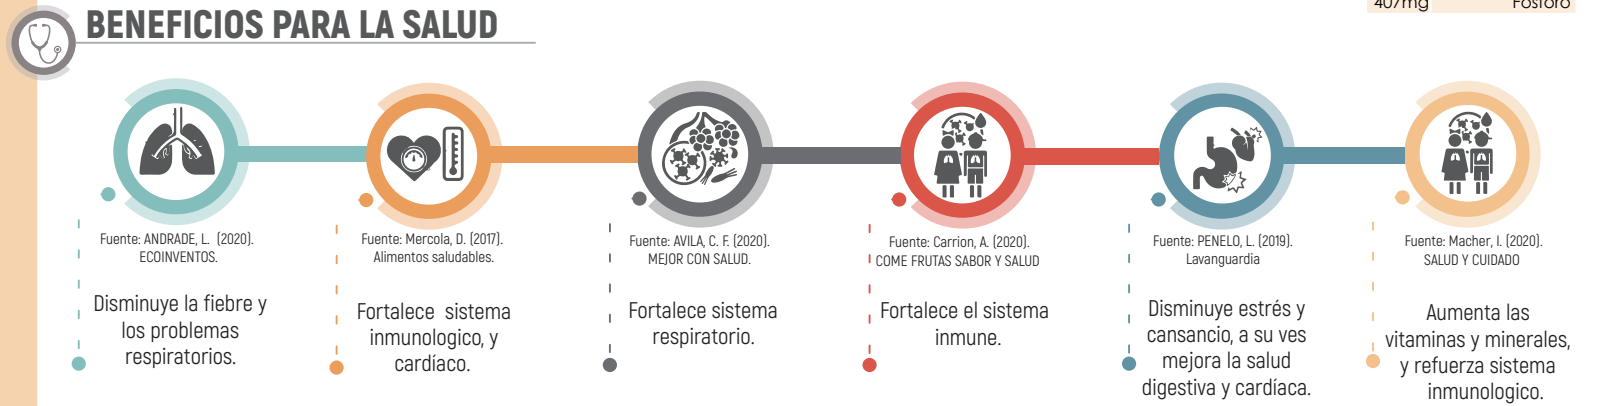 407mg Fósforo
BENEFICIOS PARA LA SALUD
Fuente: ANDRADE, L. (2020).
ECOINVENTOS.
Disminuye la fiebre y
los problemas
respiratorios.
Fuente: Mercola, D. (2017).
Alimentos saludables.
Fortalece sistema
inmunologico, y
cardíaco.
Fuente: AVILA, C. F. (2020).
MEJOR CON SALUD.
Fortalece sistema
respiratorio.
Fuente: Carrion, A. (2020).
COME FRUTAS SABOR Y SALUD
Fortalece el sistema
inmune.
Fuente: PENELO, L. (2019).
Lavanguardia
Disminuye estrés y
cansancio, a su ves
mejora la salud
digestiva y cardíaca.
Fuente: Macher, I. (2020).
SALUD Y CUIDADO
Aumenta las
vitaminas y minerales,
y refuerza sistema
inmunologico.